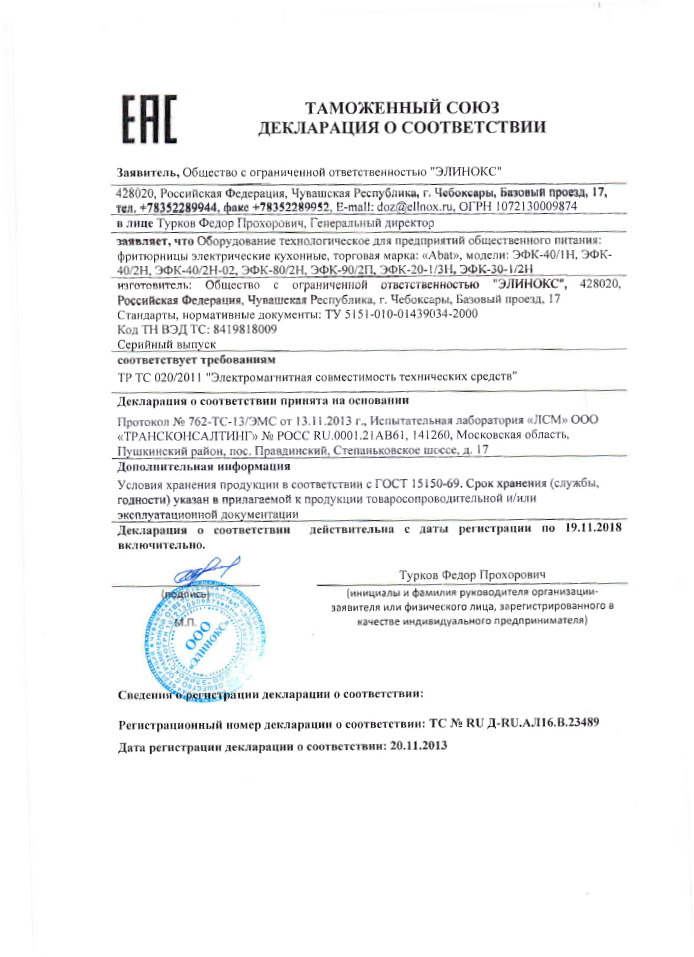 EAC
ТАМОЖЕННЫЙ СОЮЗ
ДЕКЛАРАЦИЯ О СООТВЕТСТВИИ
Заявитель, Общество с ограниченной ответственностью "ЭЛИНОКС"
428020, Российская Федерация, Чувашская Республика, г. Чебоксары, Базовый проезд, 17,
тел. +78352289944, факс +78352289952, E-mail: doz@ellnox.ru, ОГРН 1072130009874
в лице Турков Федор Прохорович, Генеральный директор
заявляет, что Оборудование технологическое для предприятий общественного питания:
фритюрницы электрические кухонные, торговая марка: «Abat», модели: ЭФК-40/1Н, ЭФК-
40/2Н, ЭФК-40/2Н-02, ЭФК-80/2Н, ЭФК-90/2П, ЭФК-20-1/3Н, ЭФК-30-1/2Н
изготовитель: Общество с ограниченной ответственностью "ЭЛИНОКС", 428020,
Российская Федерация, Чувашская Республика, г. Чебоксары, Базовый проезд, 17
Стандарты, нормативные документы: ТУ 5151-010-01439034-2000
Код ТН ВЭД ТС: 8419818009
Серийный выпуск
соответствует требованиям
ТР ТС 020/2011 "Электромагнитная совместимость технических средств"
Декларация о соответствии принята на основании
Протокол № 762-ТС-13/ЭМС от 13.11.2013 г., Испытательная лаборатория «ЛСМ» ООО
«ТРАНСКОНСАЛТИНГ» № РОСС RU.0001.21АВ61, 141260, Московская область,
Пушкинский район, пос. Правдинский, Степаньковское шоссе, д. 17
Дополнительная информация
Условия хранения продукции в соответствии с ГОСТ 15150-69. Срок хранения (службы,
годности) указан в прилагаемой к продукции товаросопроводительной и/или
эксплуатационной документации
Декларация о соответствии действительна с даты регистрации по 19.11.2018
включительно.
Турков Федор Прохорович
(подпись)
(инициалы и фамилия руководителя организации-
заявителя или физического лица, зарегистрированного в
качестве индивидуального предпринимателя)
М.П.
ООО
«ЭЛИНОКС»
Сведения о регистрации декларации о соответствии:
Регистрационный номер декларации о соответствии: ТС № RU Д-RU.АЛ16.В.23489
Дата регистрации декларации о соответствии: 20.11.2013